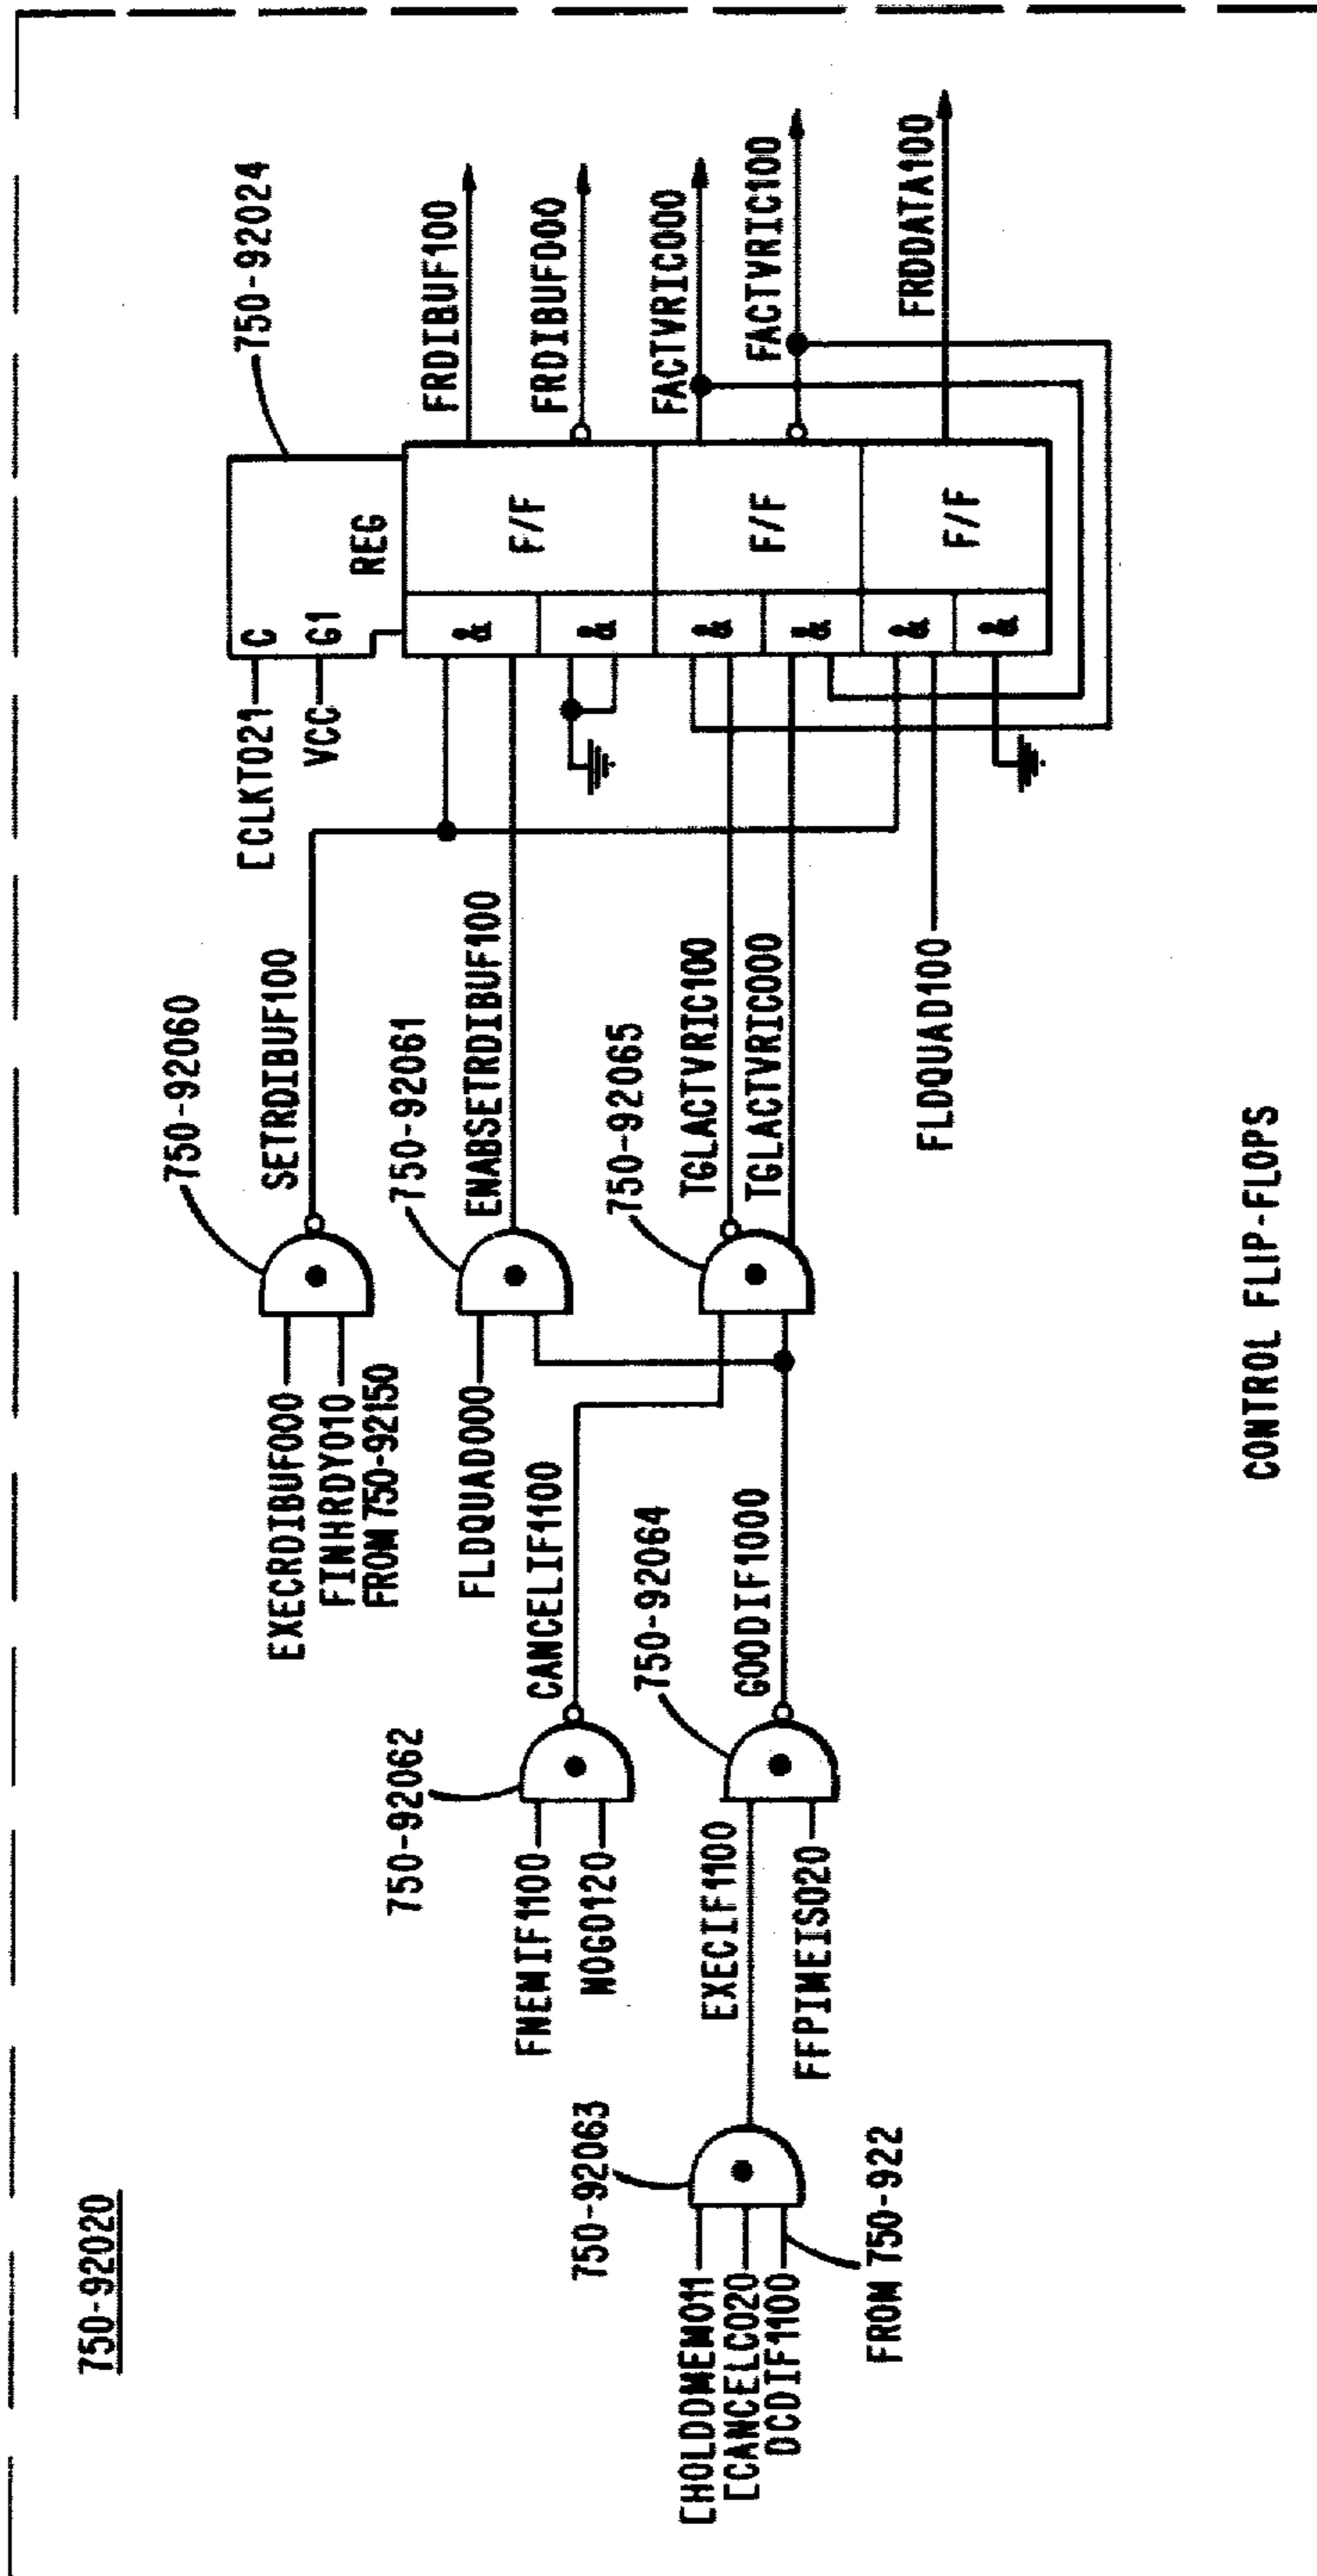 750-92020
[HOLDDMEM011
[CANCELC020
DCDIF1100
FROM 750-922
750-92063
EXECIF1100
FFPIMEIS020
750-92064
GOODIF1000
FNEMIF1100
NOGO120
750-92062
CANCELIF1100
EXECRDIBUF000
FINHRDY010
FROM 750-92150
750-92060
SETRDIBUF100
FLDQUAD000
750-92061
ENABSETRDIBUF100
750-92065
TGLACTVRIC100
TGLACTVRIC000
FLDQUAD100
[CLKT021
VCC
C
G1
REG
750-92024
&
&
F/F
&
&
F/F
&
&
F/F
FRDIBUF100
FRDIBUF000
FACTVRIC000
FACTVRIC100
FRDDATA100
CONTROL FLIP-FLOPS